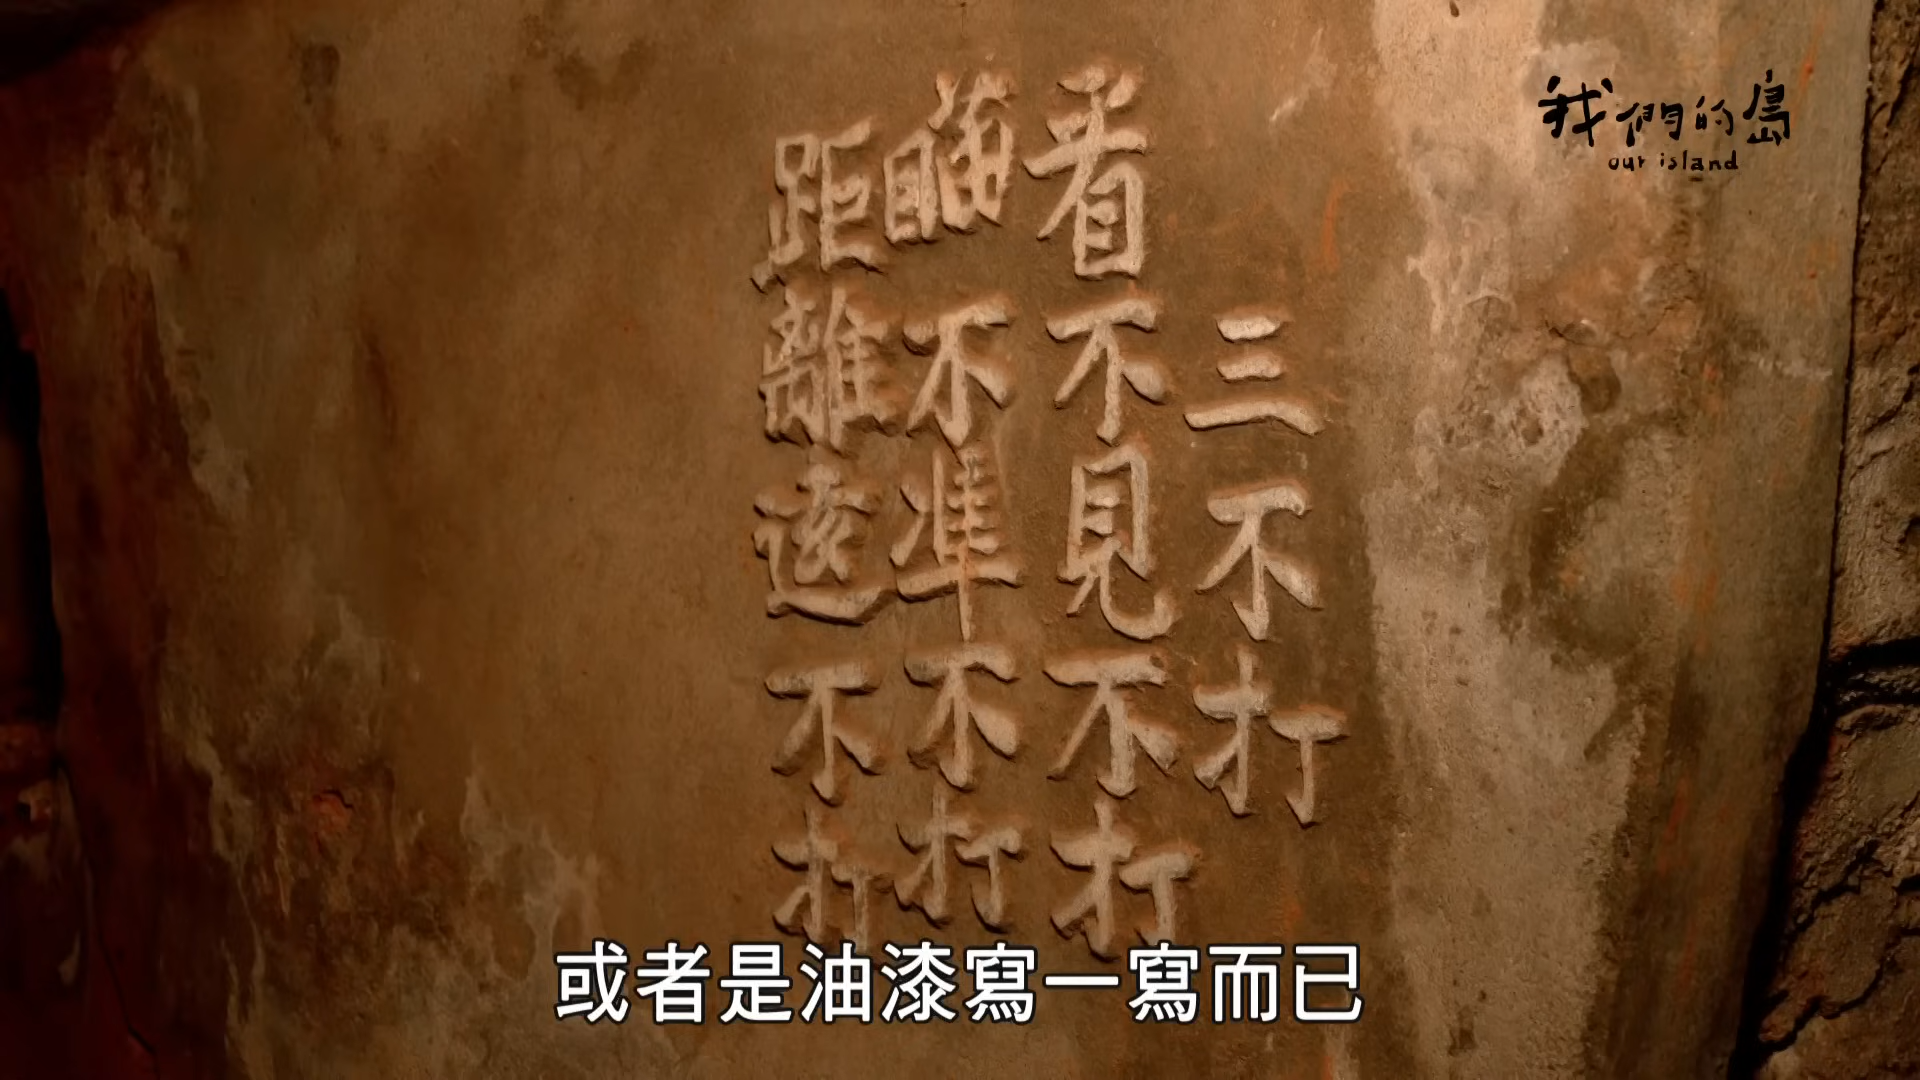 三不打
看不見不打
瞄不準不打
距離遠不打
我們的島
our island
或者是油漆寫一寫而已